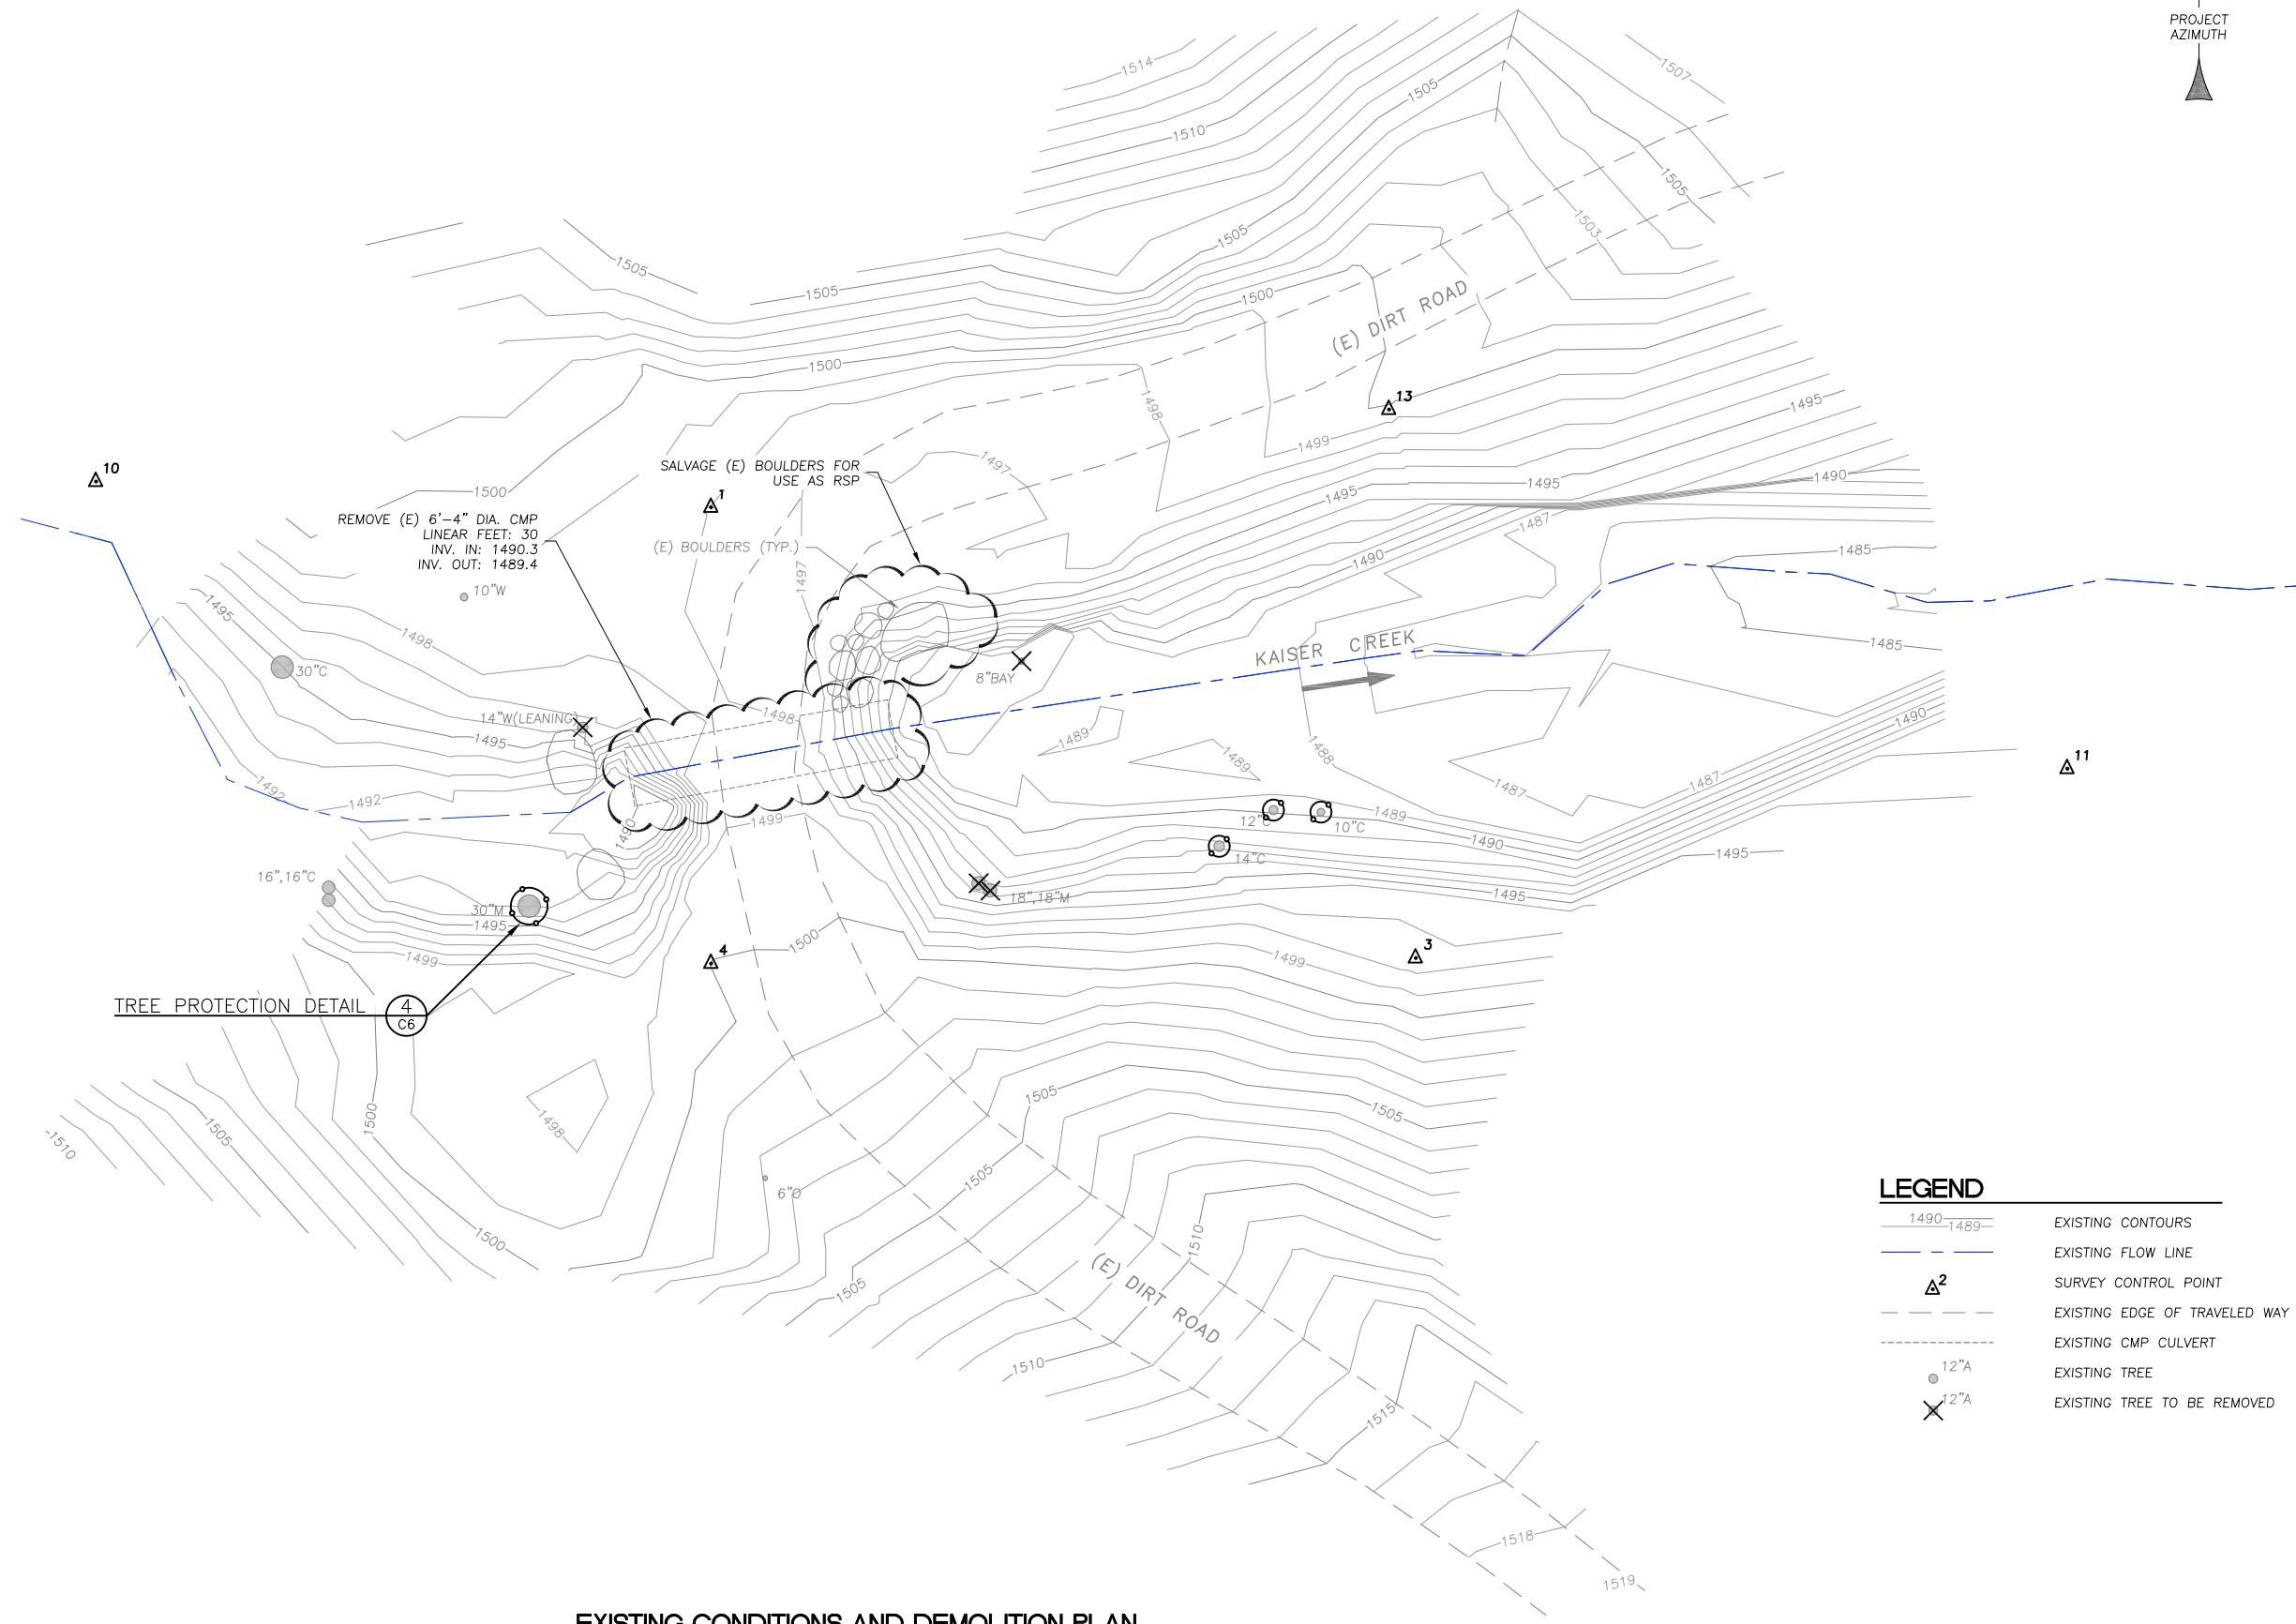 PROJECT
AZIMUTH
1514
1507
1505
1510
1505
1503
1505
1505
1505
1500
(E) DIRT ROAD
1500
1498
13
1495
1499
10
SALVAGE (E) BOULDERS FOR
USE AS RSP
1497
1500
1
1495
1495
1490
REMOVE (E) 6'-4" DIA. CMP
LINEAR FEET: 30
INV. IN: 1490.3
INV. OUT: 1489.4
(E) BOULDERS (TYP.)
1487
1485
1490
1497
10"W
1495
1498
KAISER CREEK
1485
30"C
8"BAY
14"W(LEANING)
1498
1495
1489
1489
1488
1490
11
1492
1492
1487
1487
1499
1490
12"C
10"C
1489
1490
14"C
1495
16",16"C
30"M
18",18"M
1495
1495
1499
1500
4
1499
3
TREE PROTECTION DETAIL
4
C6
1498
1500
1505
1510
1505
1505
1505
6"O
1500
1505
1510
(E) DIRT ROAD
1510
1515
1518
1519
LEGEND
1490
1489
EXISTING CONTOURS
EXISTING FLOW LINE
2
SURVEY CONTROL POINT
EXISTING EDGE OF TRAVELED WAY
EXISTING CMP CULVERT
12"A
EXISTING TREE
12"A
EXISTING TREE TO BE REMOVED
EXISTING CONDITIONS AND DEMOLITION PLAN